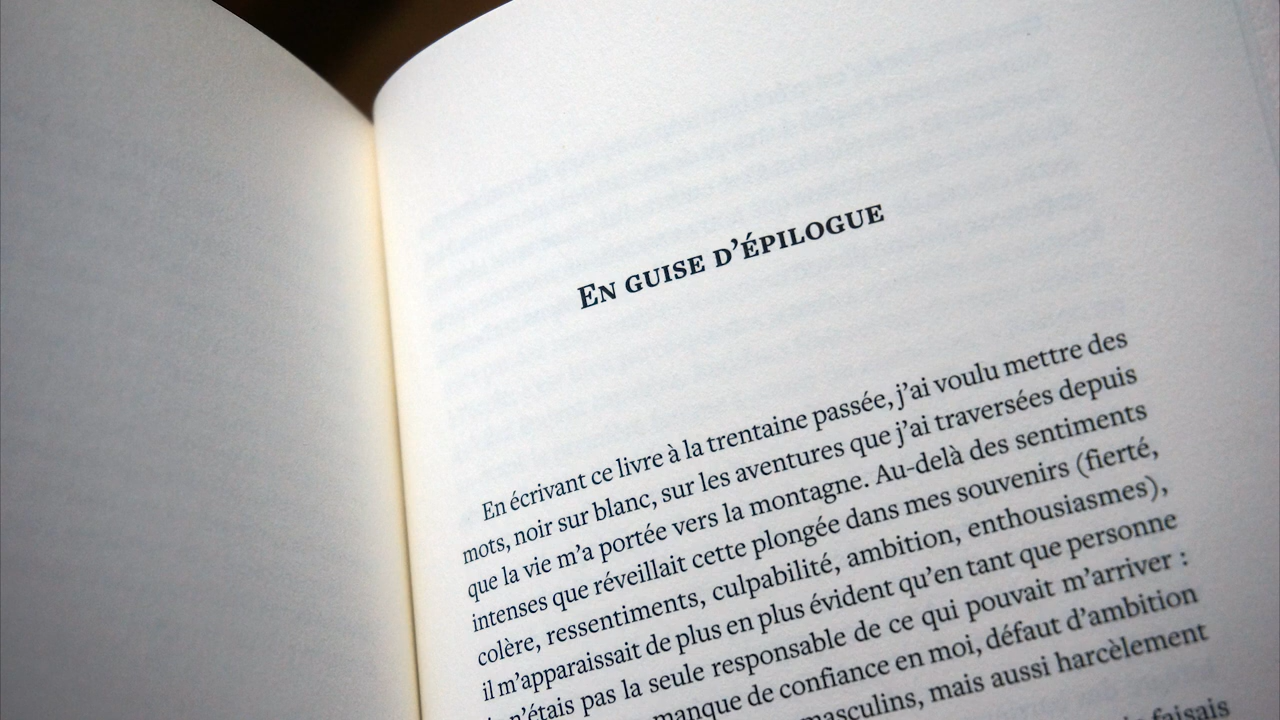 En guise d'épilogue
En écrivant ce livre à la trentaine passée, j'ai voulu mettre des
mots, noir sur blanc, sur les aventures que j'ai traversées depuis
que la vie m'a portée vers la montagne. Au-delà des sentiments
intenses que réveillait cette plongée dans mes souvenirs (fierté,
colère, ressentiments, culpabilité, ambition, enthousiasmes),
il m'apparaissait de plus en plus évident qu'en tant que personne
n'étais pas la seule responsable de ce qui pouvait m'arriver :
manque de confiance en moi, défaut d'ambition
masculins, mais aussi harcèlement
faisais